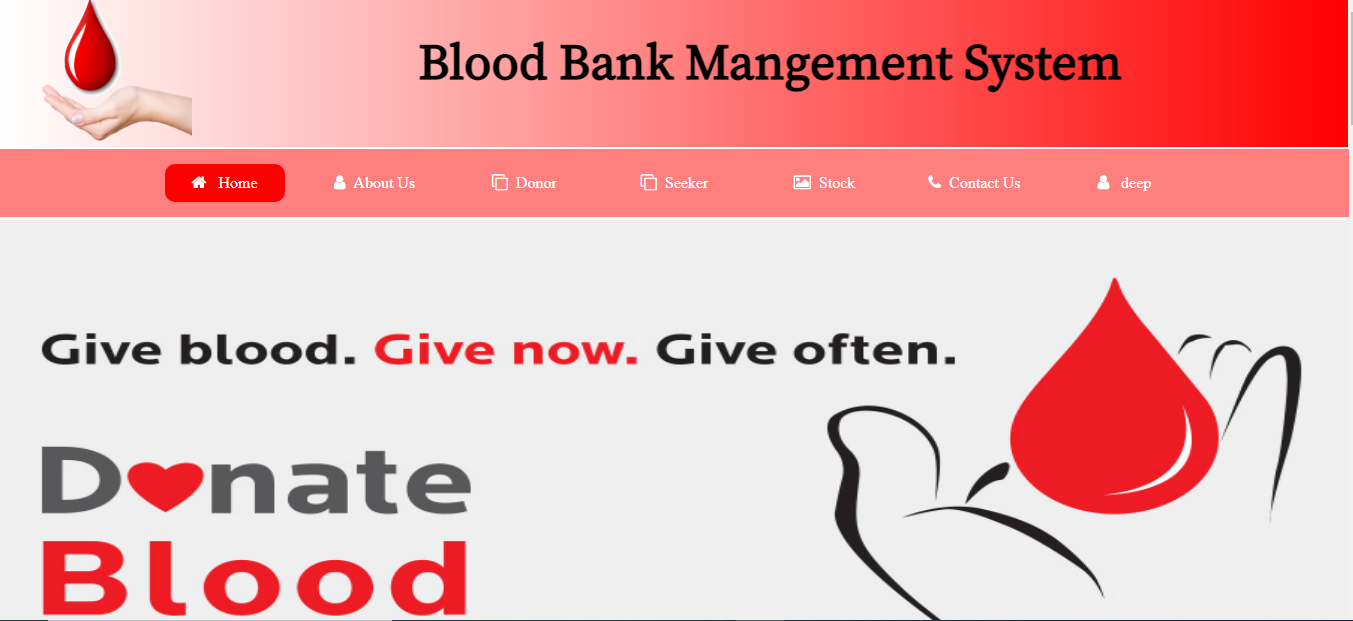 Blood Bank Mangement System
Home About Us Donor Seeker Stock Contact Us deep
Give blood. Give now. Give often.
Donate
Blood